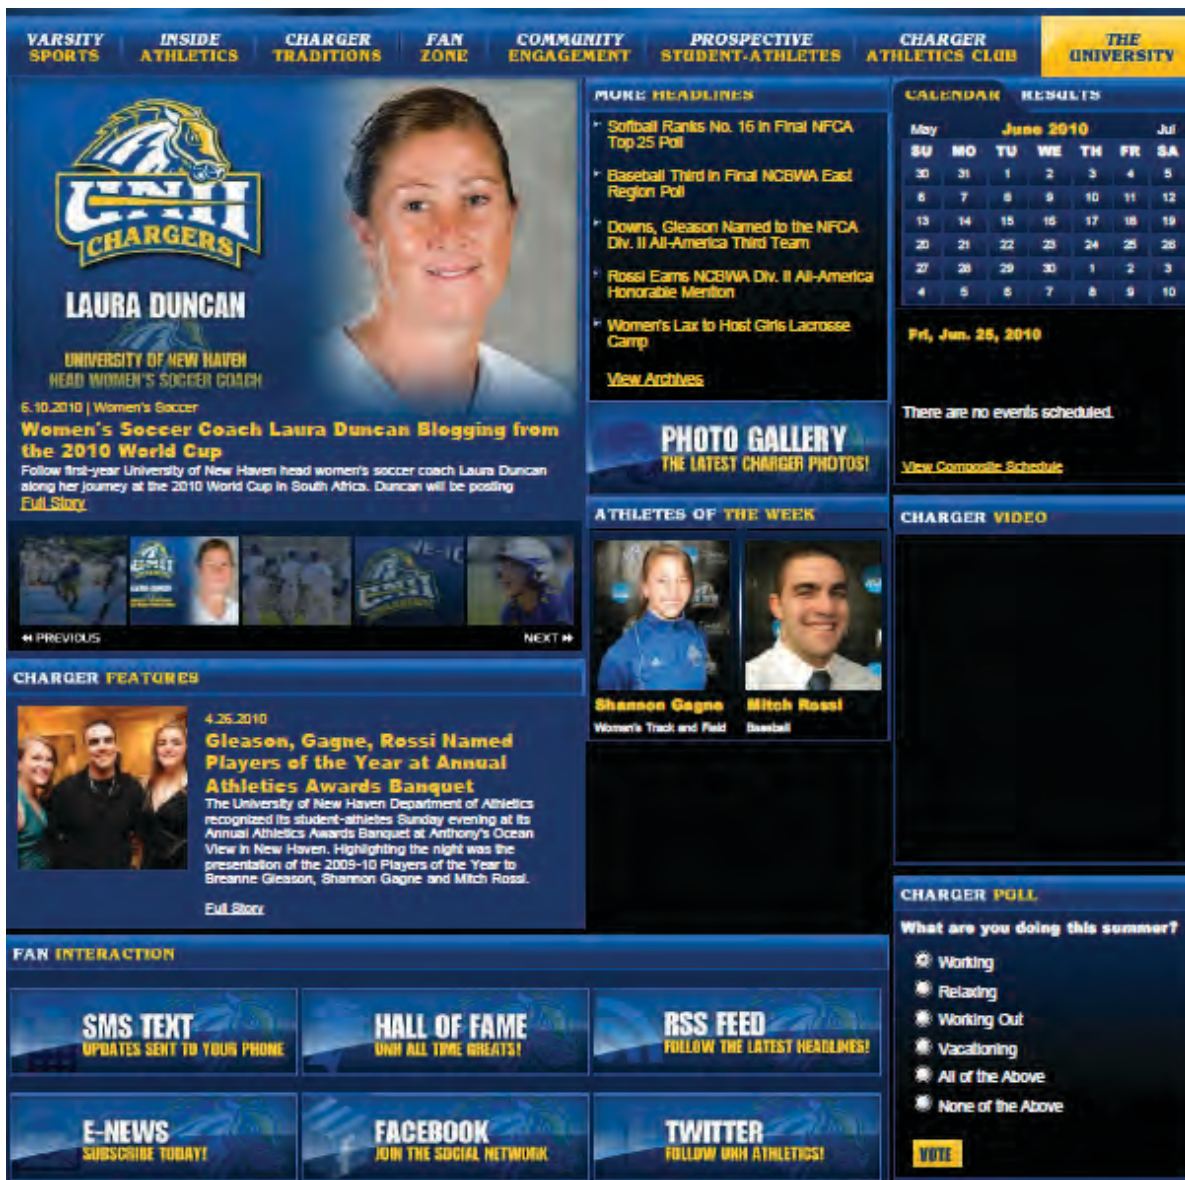 VARSITY SPORTS
INSIDE ATHLETICS
CHARGER TRADITIONS
FAN ZONE
COMMUNITY ENGAGEMENT
PROSPECTIVE STUDENT-ATHLETES
CHARGER ATHLETICS CLUB
THE UNIVERSITY
UNH
CHARGERS
LAURA DUNCAN
UNIVERSITY OF NEW HAVEN
HEAD WOMEN'S SOCCER COACH
6.10.2010 | Women's Soccer
Women's Soccer Coach Laura Duncan Blogging from
the 2010 World Cup
Follow first-year University of New Haven head women's soccer coach Laura Duncan
along her journey at the 2010 World Cup in South Africa. Duncan will be posting
Full Story
PREVIOUS
NEXT
CHARGER FEATURES
4.26.2010
Gleason, Gagne, Rossi Named
Players of the Year at Annual
Athletics Awards Banquet
The University of New Haven Department of Athletics
recognized its student-athletes Sunday evening at its
Annual Athletics Awards Banquet at Anthony's Ocean
View in New Haven. Highlighting the night was the
presentation of the 2009-10 Players of the Year to
Breanne Gleason, Shannon Gagne and Mitch Rossi.
Full Story
MORE HEADLINES
Softball Ranks No. 16 in Final NFCA
Top 25 Poll
Baseball Third in Final NCBWA East
Region Poll
Downs, Gleason Named to the NFCA
Div. II All-America Third Team
Rossi Earns NCBWA Div. II All-America
Honorable Mention
Women's Lax to Host Girls Lacrosse
Camp
View Archives
PHOTO GALLERY
THE LATEST CHARGER PHOTOS!
ATHLETES OF THE WEEK
Shannon Gagne
Women's Track and Field
Mitch Rossi
Baseball
CALENDAR RESULTS
May June 2010 Jul
SU MO TU WE TH FR SA
30 31 1 2 3 4 5
6 7 8 9 10 11 12
13 14 15 16 17 18 19
20 21 22 23 24 25 26
27 28 29 30 1 2 3
4 5 6 7 8 9 10
Fri, Jun. 25, 2010
There are no events scheduled.
View Composite Schedule
CHARGER VIDEO
CHARGER POLL
What are you doing this summer?
Working
Relaxing
Working Out
Vacationing
All of the Above
None of the Above
VOTE
FAN INTERACTION
SMS TEXT
UPDATES SENT TO YOUR PHONE
HALL OF FAME
UNH ALL TIME GREATS!
RSS FEED
FOLLOW THE LATEST HEADLINES!
E-NEWS
SUBSCRIBE TODAY!
FACEBOOK
JOIN THE SOCIAL NETWORK
TWITTER
FOLLOW UNH ATHLETICS!